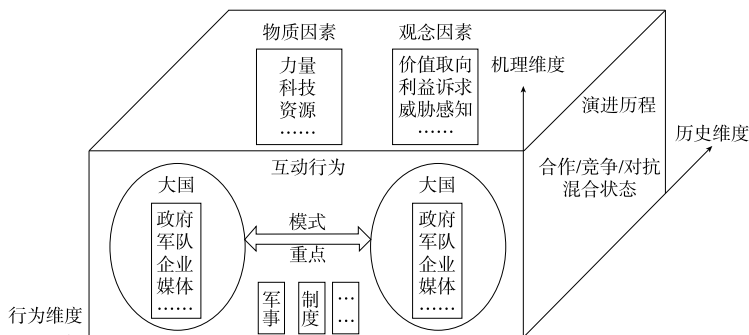 物质因素
观念因素
力量
科技
资源
……
价值取向
利益诉求
威胁感知
……
机理维度
演进历程
历史维度
互动行为
合作/竞争/对抗
混合状态
大国
政府
军队
企业
媒体
……
模式
重点
大国
政府
军队
企业
媒体
……
军事
制度
……
行为维度